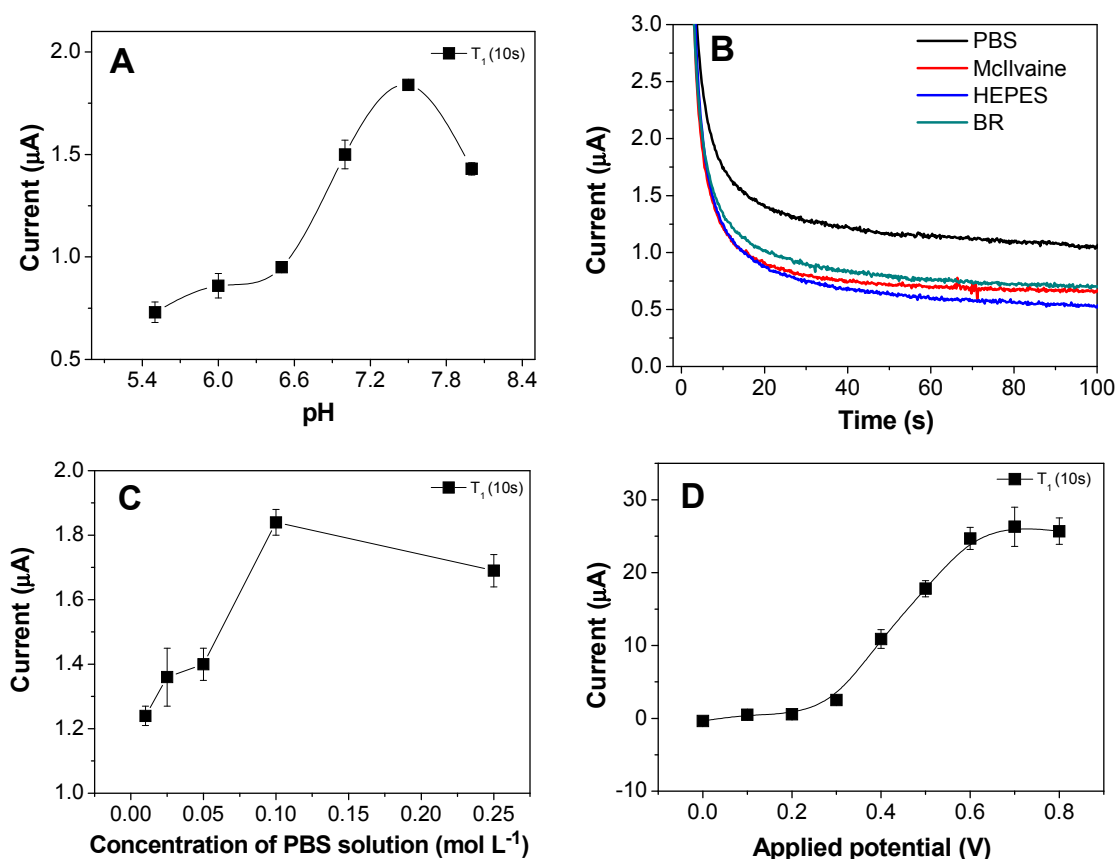 A
T₁ (10s)
2.0
1.5
1.0
0.5
Current (μA)
5.4 6.0 6.6 7.2 7.8 8.4
pH
B
PBS
McIlvaine
HEPES
BR
3.0
2.5
2.0
1.5
1.0
0.5
0.0
Current (μA)
0 20 40 60 80 100
Time (s)
C
T₁ (10s)
2.0
1.8
1.6
1.4
1.2
1.0
Current (μA)
0.00 0.05 0.10 0.15 0.20 0.25
Concentration of PBS solution (mol L⁻¹)
D
T₁ (10s)
30
20
10
0
-10
Current (μA)
0.0 0.2 0.4 0.6 0.8
Applied potential (V)